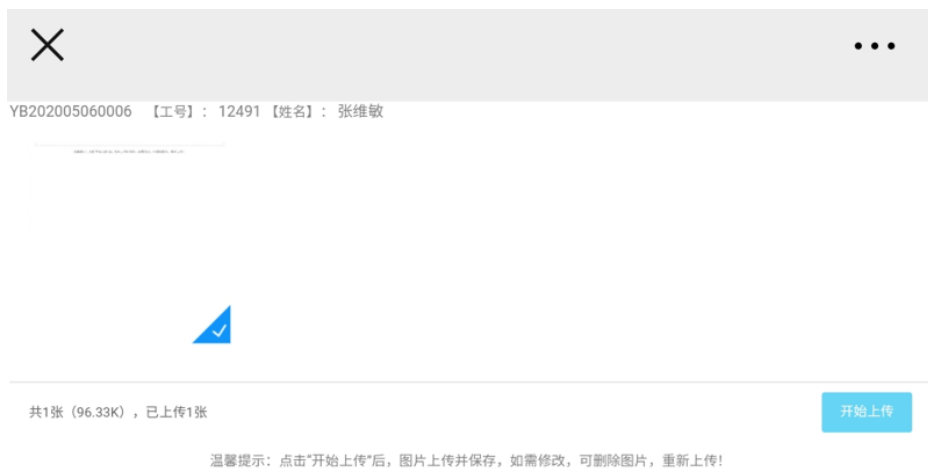 YB202005060006 【工号】: 12491 【姓名】: 张维敏
共1张（96.33K），已上传1张
开始上传
温馨提示：点击"开始上传"后，图片上传并保存，如需修改，可删除图片，重新上传！